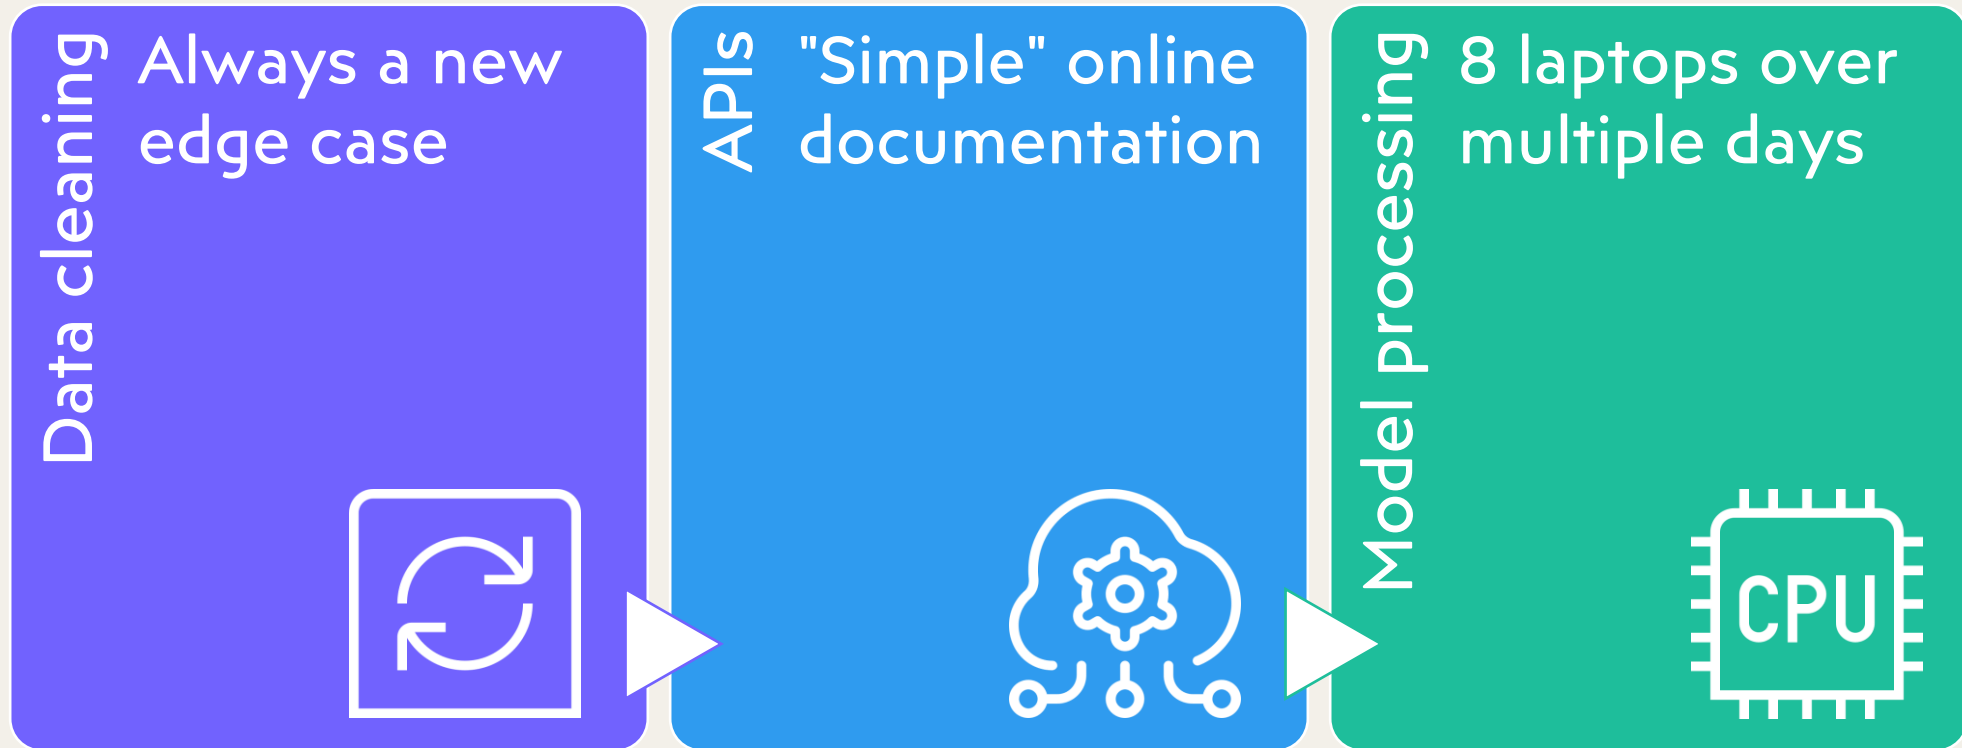 Data cleaning
Always a new
edge case
APIs
"Simple" online
documentation
Model processing
8 laptops over
multiple days
CPU